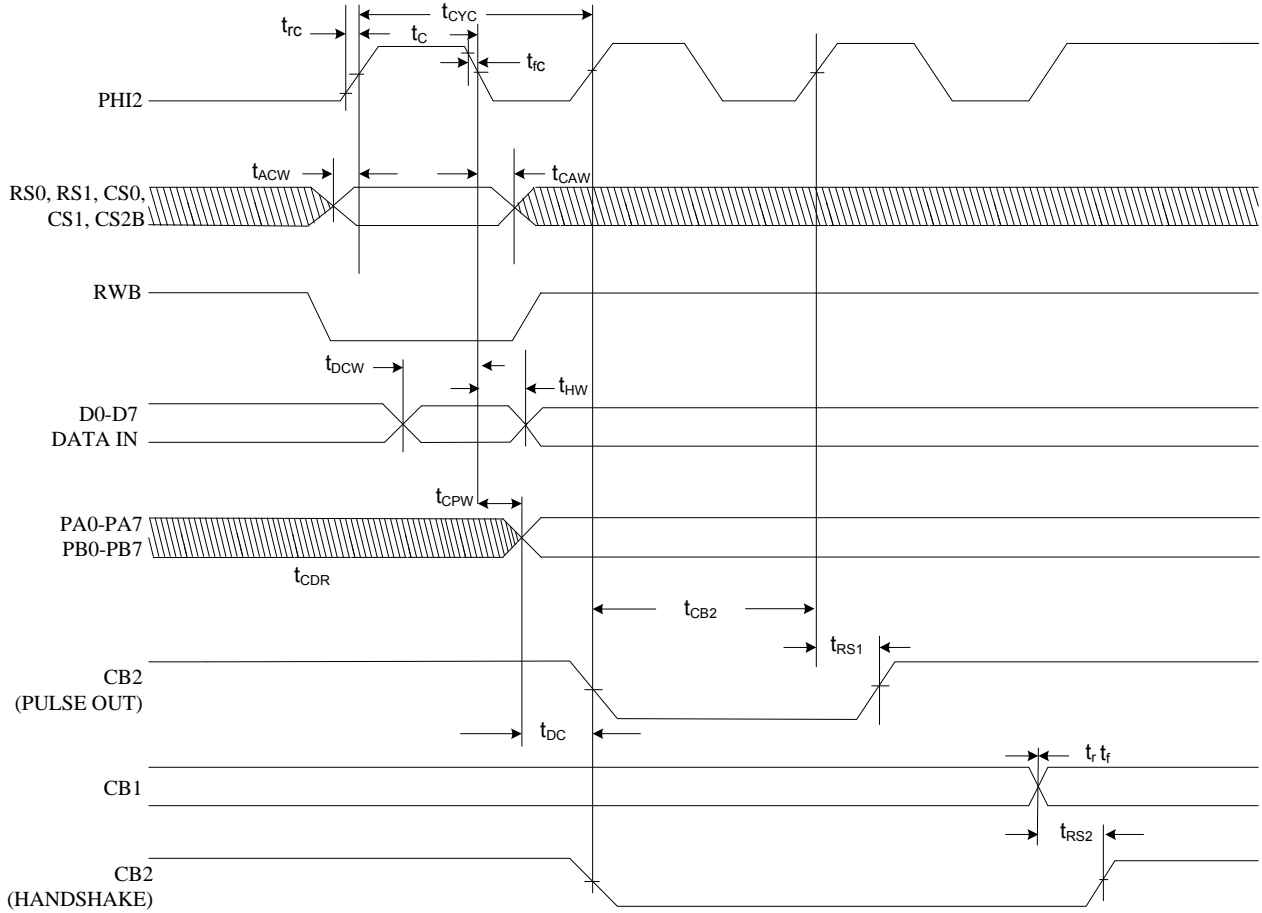 tCYC
trc
tC
tfc
PHI2
tACW
tCAW
RS0, RS1, CS0,
CS1, CS2B
RWB
tDCW
tHW
D0-D7
DATA IN
tCPW
PA0-PA7
PB0-PB7
tCDR
tCB2
tRS1
CB2
(PULSE OUT)
tDC
tr tf
CB1
tRS2
CB2
(HANDSHAKE)